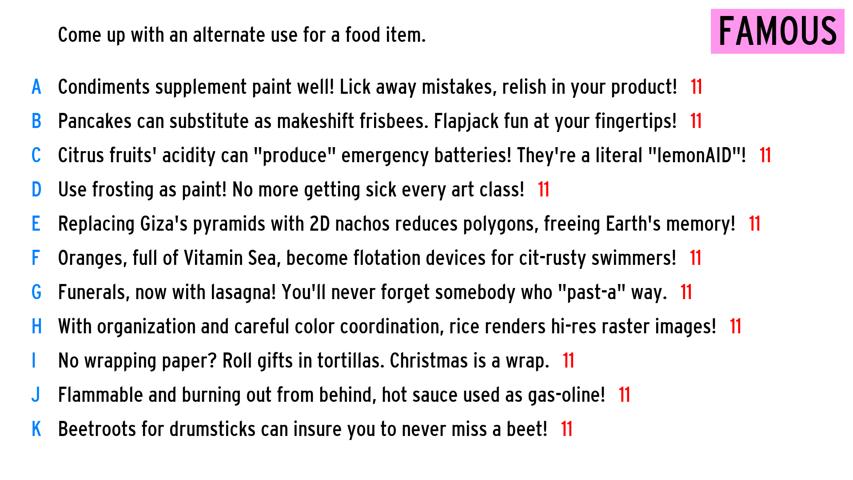 Come up with an alternate use for a food item.
FAMOUS
A Condiments supplement paint well! Lick away mistakes, relish in your product! 11
B Pancakes can substitute as makeshift frisbees. Flapjack fun at your fingertips! 11
C Citrus fruits' acidity can "produce" emergency batteries! They're a literal "lemonAID"! 11
D Use frosting as paint! No more getting sick every art class! 11
E Replacing Giza's pyramids with 2D nachos reduces polygons, freeing Earth's memory! 11
F Oranges, full of Vitamin Sea, become flotation devices for cit-rusty swimmers! 11
G Funerals, now with lasagna! You'll never forget somebody who "past-a" way. 11
H With organization and careful color coordination, rice renders hi-res raster images! 11
I No wrapping paper? Roll gifts in tortillas. Christmas is a wrap. 11
J Flammable and burning out from behind, hot sauce used as gas-oline! 11
K Beetroots for drumsticks can insure you to never miss a beet! 11